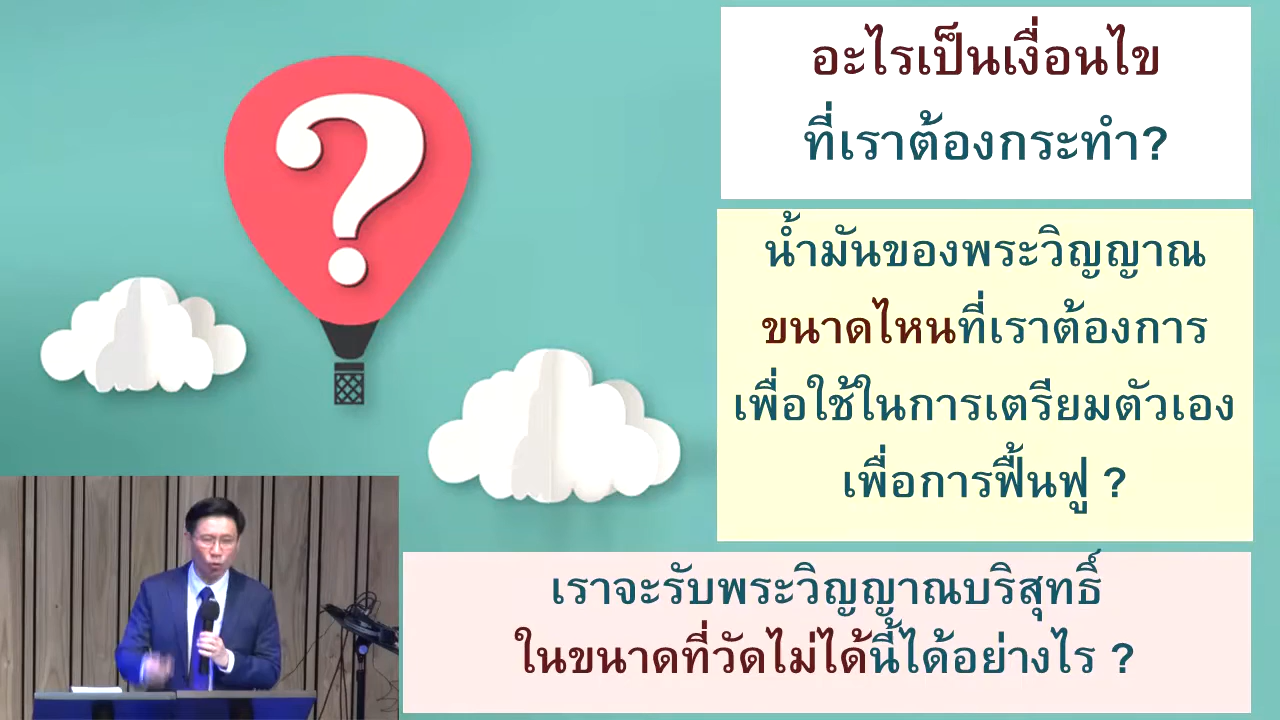 อะไรเป็นเงื่อนไข
ที่เราต้องกระทำ?
น้ำมันของพระวิญญาณ
ขนาดไหนที่เราต้องการ
เพื่อใช้ในการเตรียมตัวเอง
เพื่อการฟื้นฟู ?
เราจะรับพระวิญญาณบริสุทธิ์
ในขนาดที่วัดไม่ได้นี้ได้อย่างไร ?